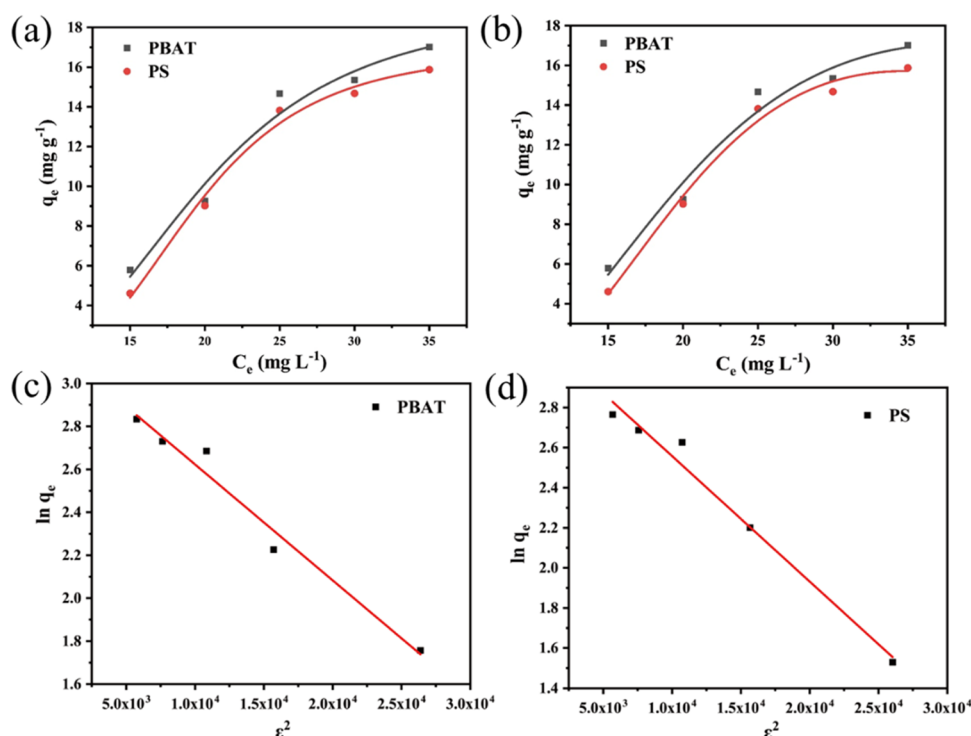 (a)
PBAT
PS
18
16
14
12
10
8
6
4
qe (mg g-1)
15 20 25 30 35
Ce (mg L-1)
(b)
PBAT
PS
18
16
14
12
10
8
6
4
qe (mg g-1)
15 20 25 30 35
Ce (mg L-1)
(c)
PBAT
3.0
2.8
2.6
2.4
2.2
2.0
1.8
1.6
ln qe
5.0x10³ 1.0x10⁴ 1.5x10⁴ 2.0x10⁴ 2.5x10⁴ 3.0x10⁴
ε²
(d)
PS
2.8
2.6
2.4
2.2
2.0
1.8
1.6
1.4
ln qe
5.0x10³ 1.0x10⁴ 1.5x10⁴ 2.0x10⁴ 2.5x10⁴ 3.0x10⁴
ε²